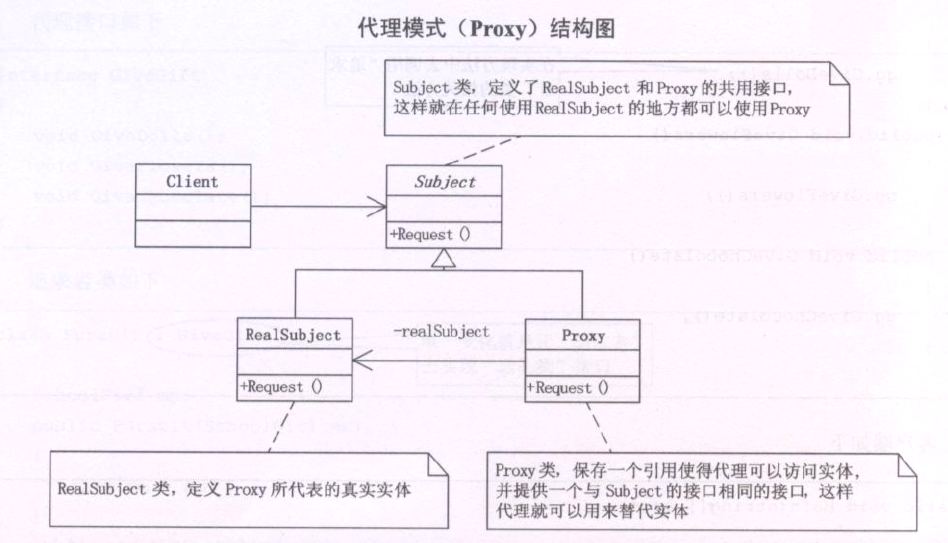 代理模式（Proxy）结构图
Subject 类，定义了 RealSubject 和 Proxy 的共用接口，
这样就在任何使用 RealSubject 的地方都可以使用 Proxy
Client
Subject
+Request()
RealSubject
-realSubject
Proxy
+Request()
+Request()
RealSubject 类，定义 Proxy 所代表的真实实体
Proxy 类，保存一个引用使得代理可以访问实体，
并提供一个与 Subject 的接口相同的接口，这样
代理就可以用来替代实体